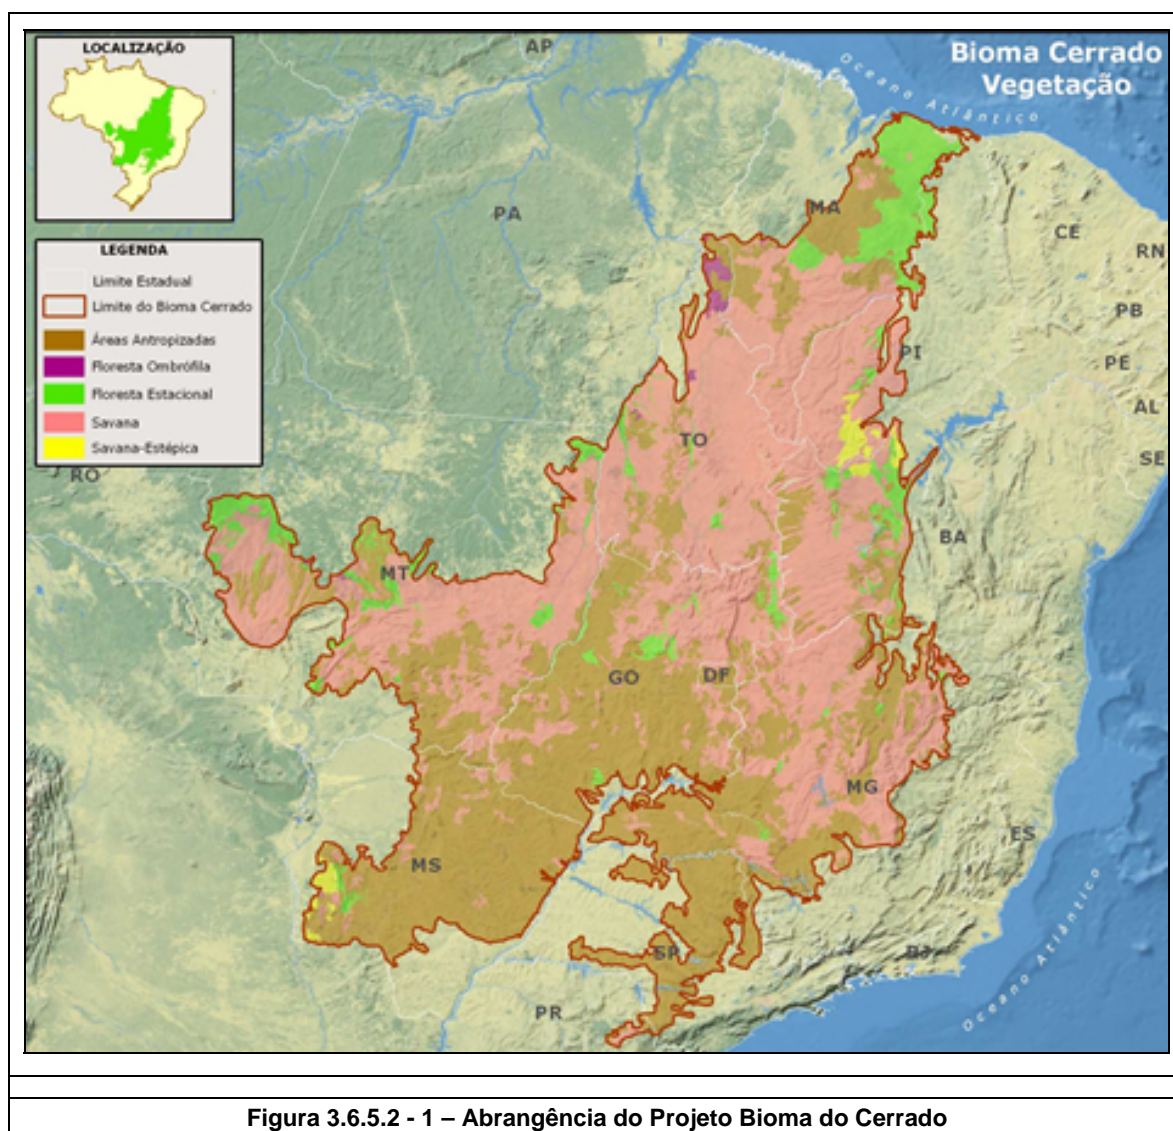 LOCALIZAÇÃO
AP
Bioma Cerrado
Vegetação
Oceano Atlântico
PA
MA
CE
RN
LEGENDA
Limite Estadual
Limite do Bioma Cerrado
Áreas Antropizadas
Floresta Ombrófila
Floresta Estacional
Savana
Savana-Estépica
PB
PI
PE
AL
TO
SE
RO
BA
MT
GO
DF
MG
ES
MS
SP
RJ
PR
Oceano Atlântico
Figura 3.6.5.2 - 1 – Abrangência do Projeto Bioma do Cerrado